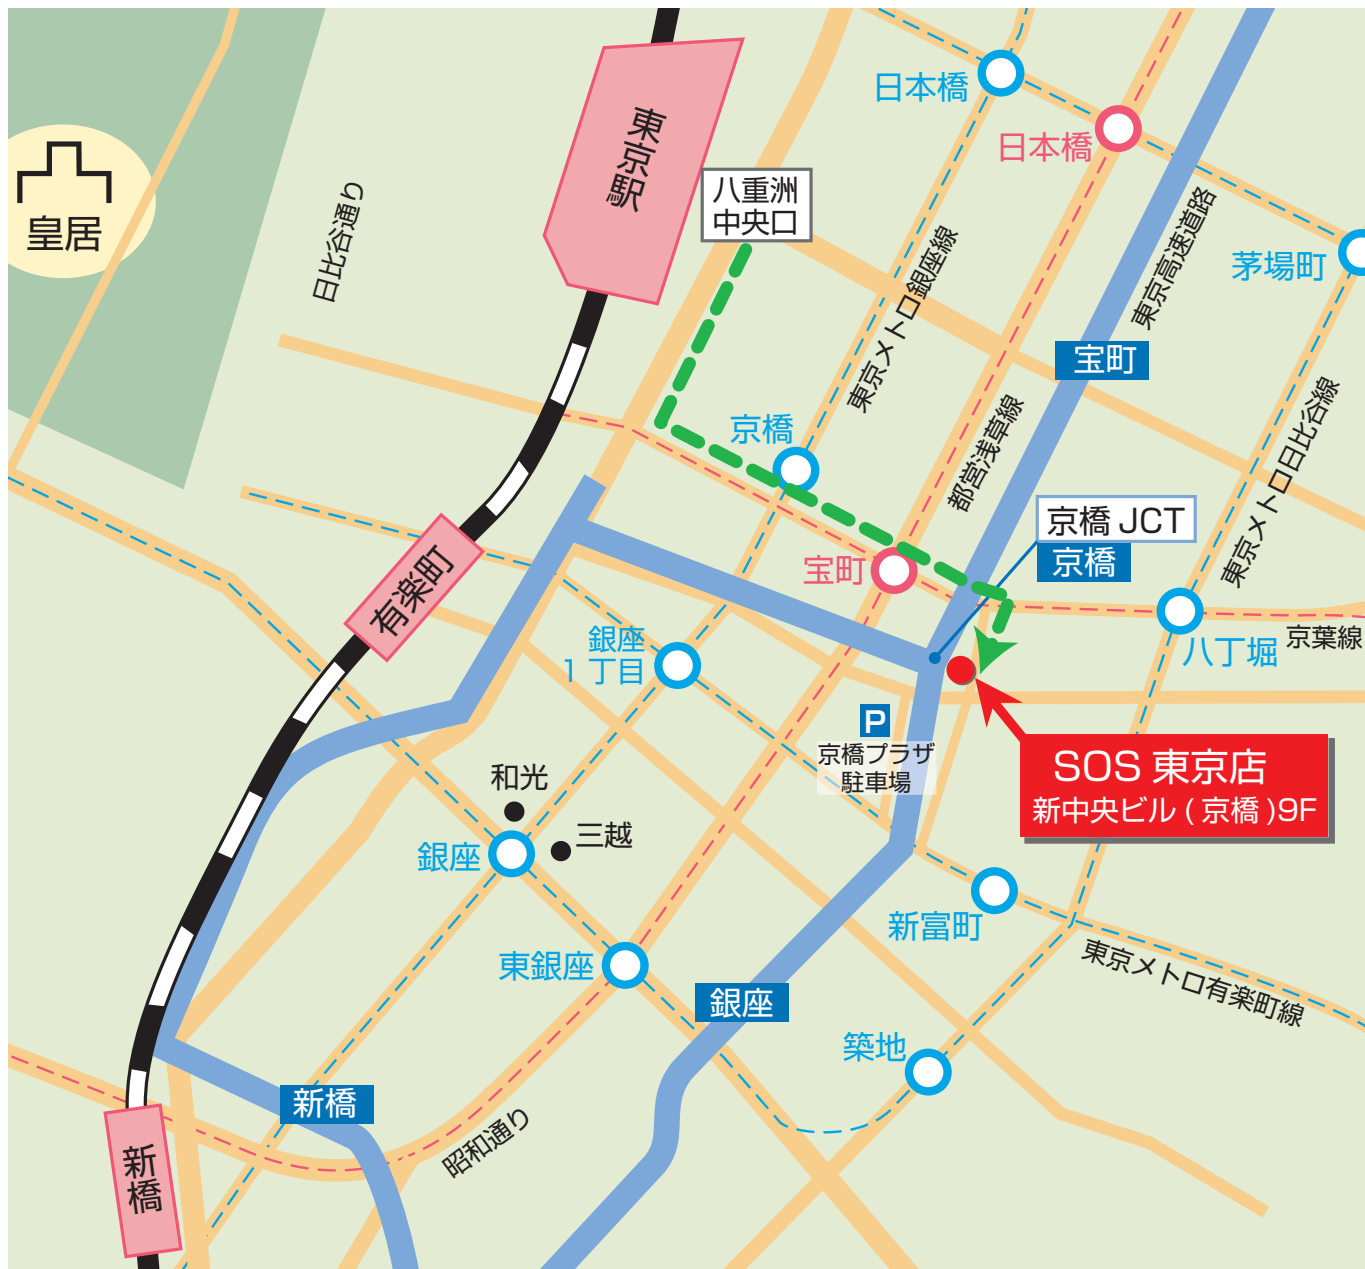 日本橋
日本橋
東京駅
皇居
日比谷通り
八重洲
中央口
東京メトロ銀座線
東京高速道路
茅場町
宝町
京橋
都営浅草線
東京メトロ日比谷線
京橋 JCT
京橋
宝町
有楽町
銀座
1 丁目
八丁堀
京葉線
P
京橋プラザ
駐車場
SOS 東京店
新中央ビル ( 京橋 )9F
和光
三越
銀座
新富町
東銀座
東京メトロ有楽町線
銀座
築地
新橋
昭和通り
新橋